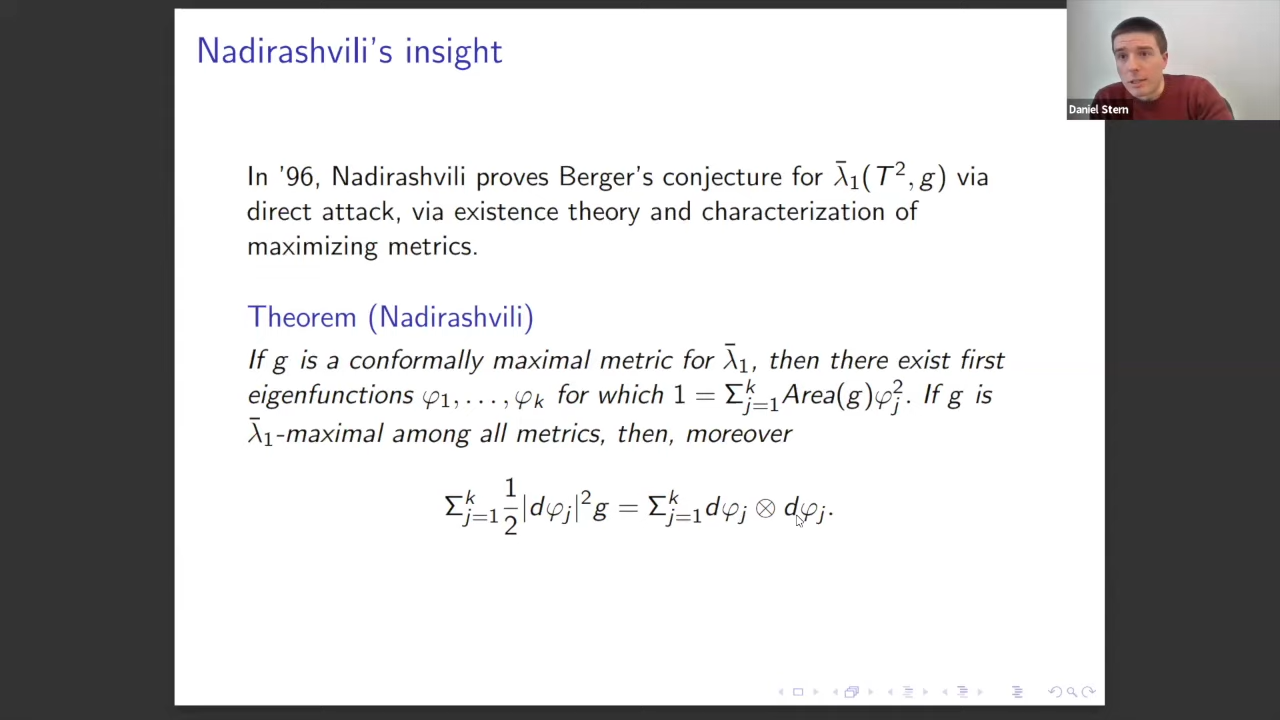 Nadirashvili's insight
Daniel Stern
In '96, Nadirashvili proves Berger's conjecture for λ̄₁(T², g) via
direct attack, via existence theory and characterization of
maximizing metrics.
Theorem (Nadirashvili)
If g is a conformally maximal metric for λ̄₁, then there exist first
eigenfunctions φ₁, . . . , φₖ for which 1 = Σⱼ₌₁ᵏ Area(g)φⱼ². If g is
λ̄₁-maximal among all metrics, then, moreover
Σⱼ₌₁ᵏ ½|dφⱼ|²g = Σⱼ₌₁ᵏ dφⱼ ⊗ dφⱼ.